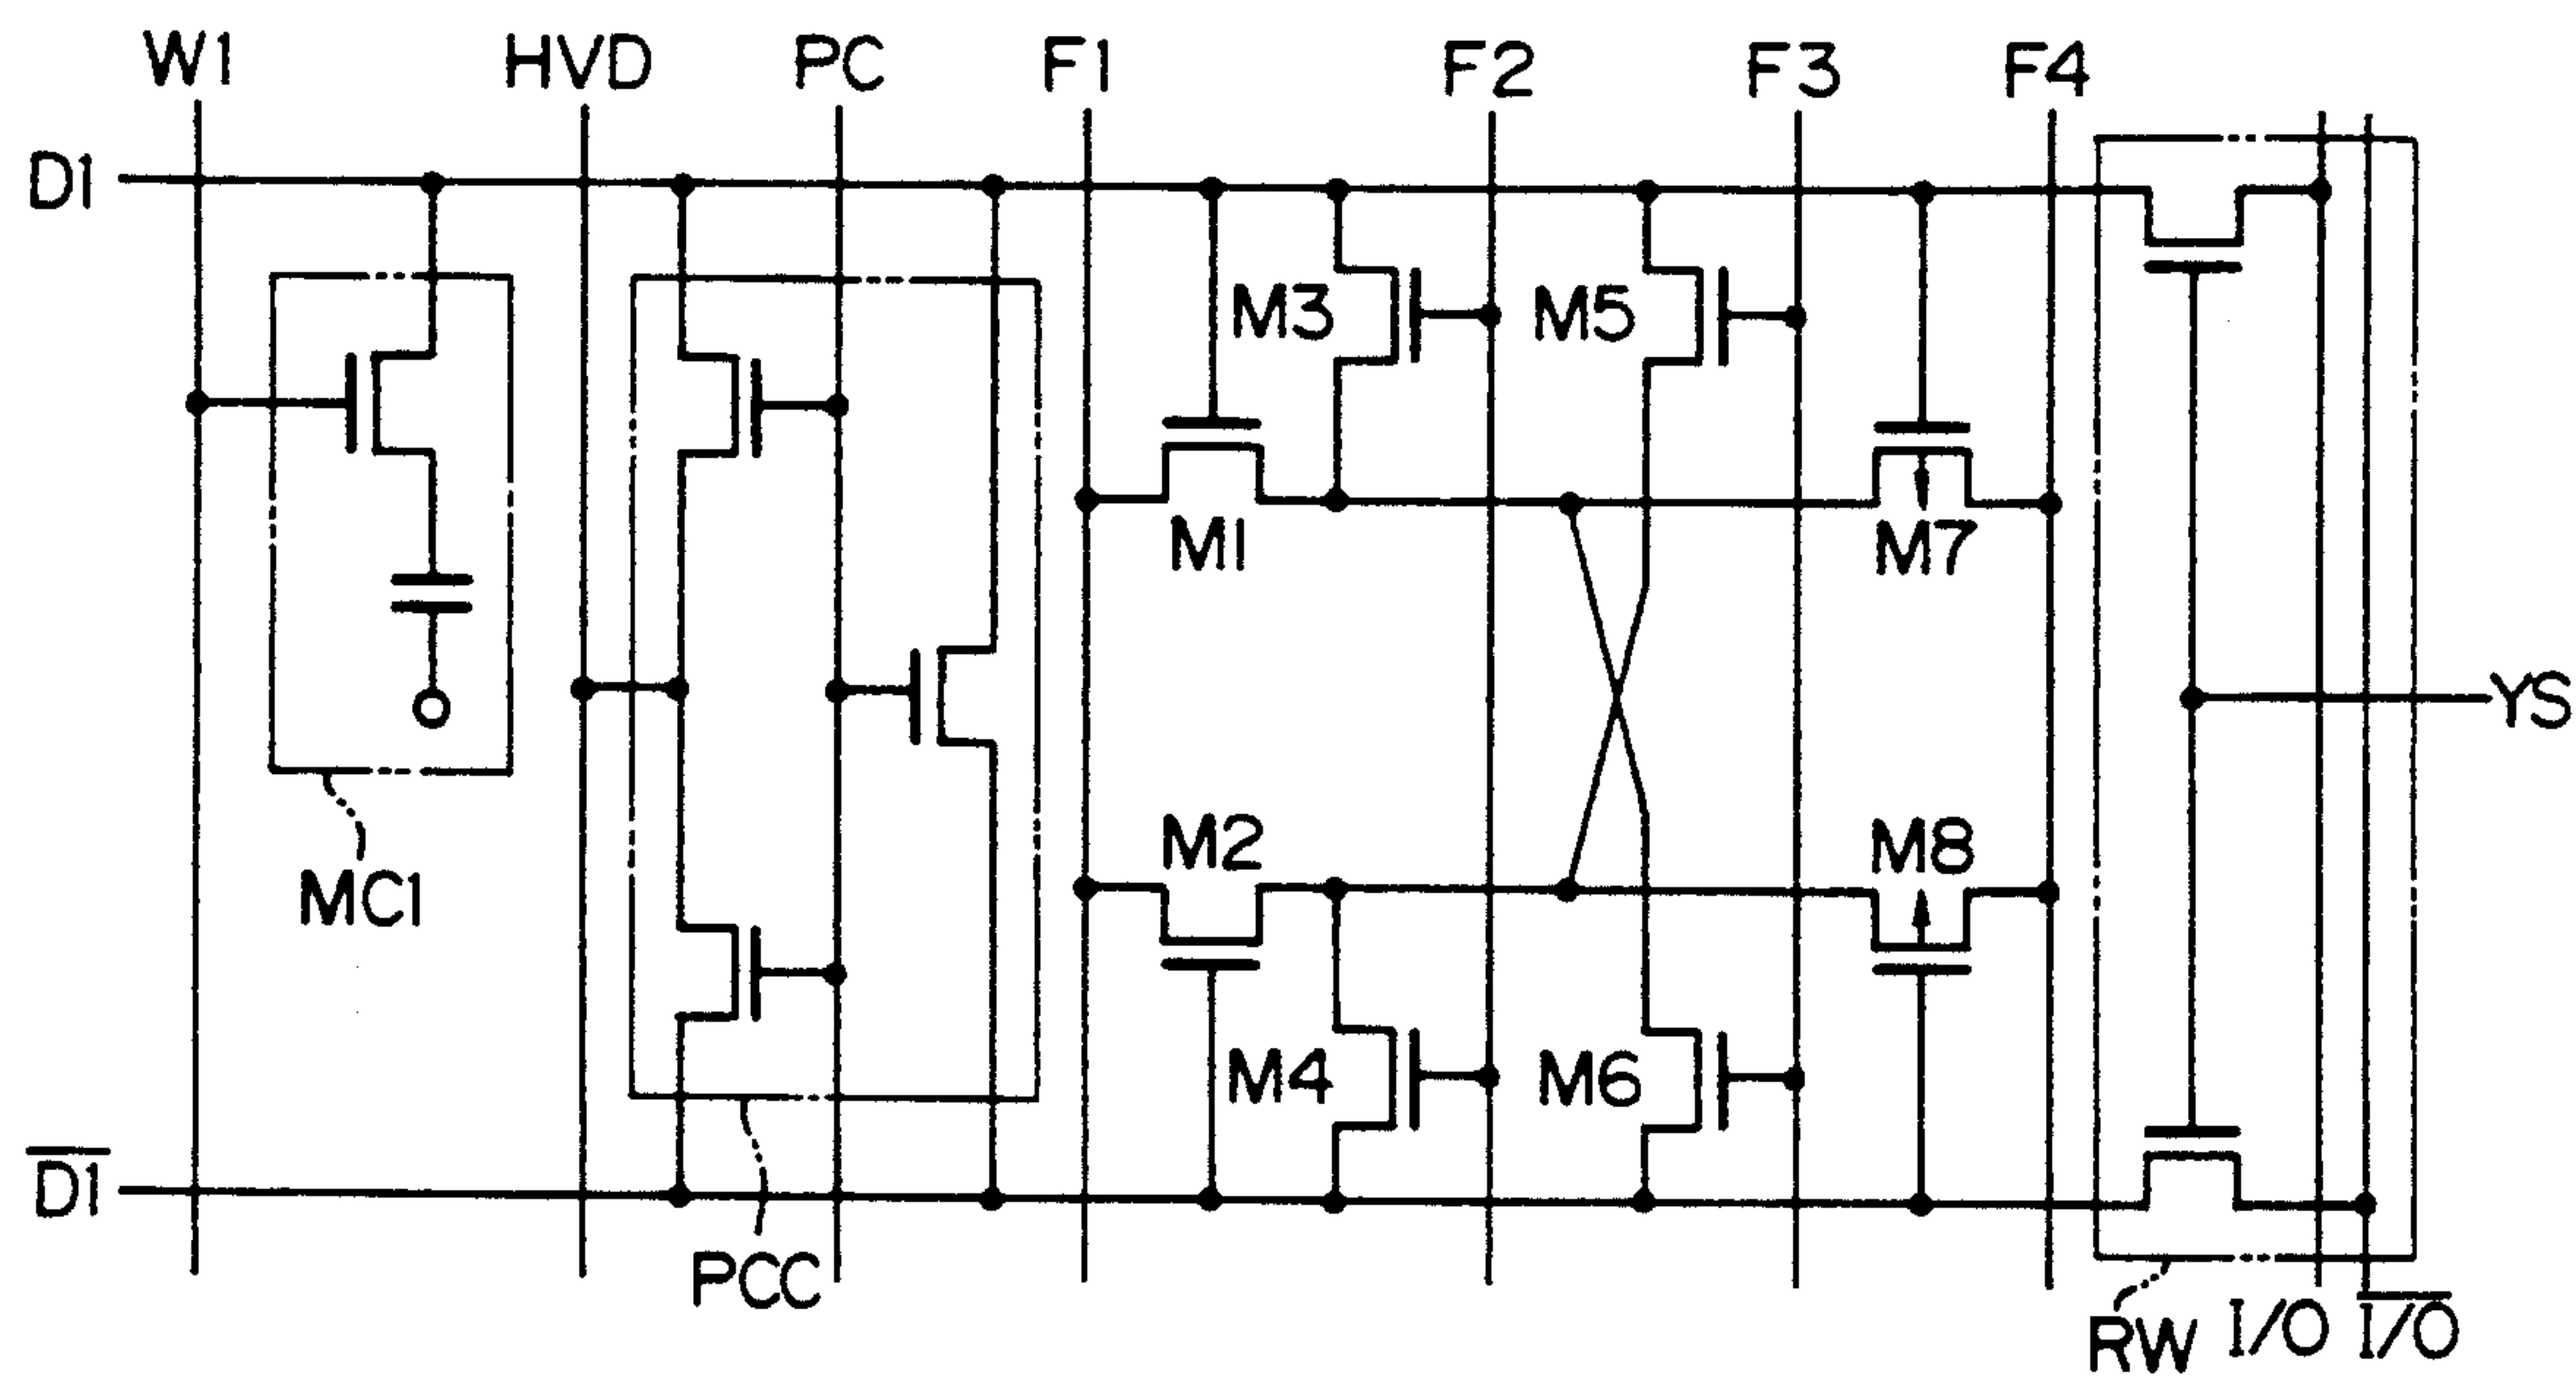 W1 HVD PC F1 F2 F3 F4
D1
M3 M5
M1 M7
YS
M2 M8
MC1
M4 M6
D̅1̅
PCC
RW I/O I̅/̅O̅